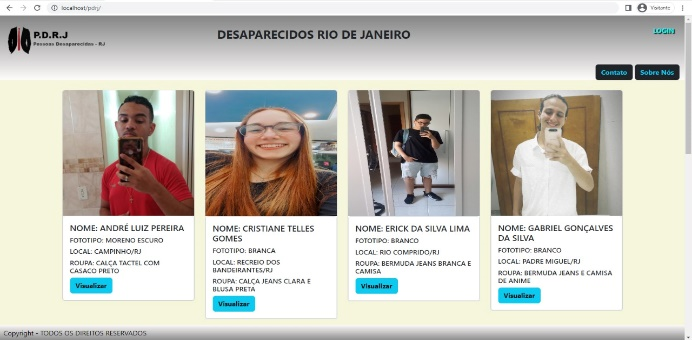 localhost/pdrj/
Visitante
P.D.R.J
Pessoas Desaparecidas -RJ
DESAPARECIDOS RIO DE JANEIRO
LOGIN
Contato
Sobre Nós
NOME: ANDRÉ LUIZ PEREIRA
FOTOTIPO: MORENO ESCURO
LOCAL: CAMPINHO/RJ
ROUPA: CALÇA TACTEL COM
CASACO PRETO
Visualizar
NOME: CRISTIANE TELLES
GOMES
FOTOTIPO: BRANCA
LOCAL: RECREIO DOS
BANDEIRANTES/RJ
ROUPA: CALÇA JEANS CLARA E
BLUSA PRETA
Visualizar
NOME: ERICK DA SILVA LIMA
FOTOTIPO: BRANCO
LOCAL: RIO COMPRIDO/RJ
ROUPA: BERMUDA JEANS BRANCA E
CAMISA
Visualizar
NOME: GABRIEL GONÇALVES
DA SILVA
FOTOTIPO: BRANCO
LOCAL: PADRE MIGUEL/RJ
ROUPA: BERMUDA JEANS E CAMISA
DE ANIME
Visualizar
Copyright - TODOS OS DIREITOS RESERVADOS